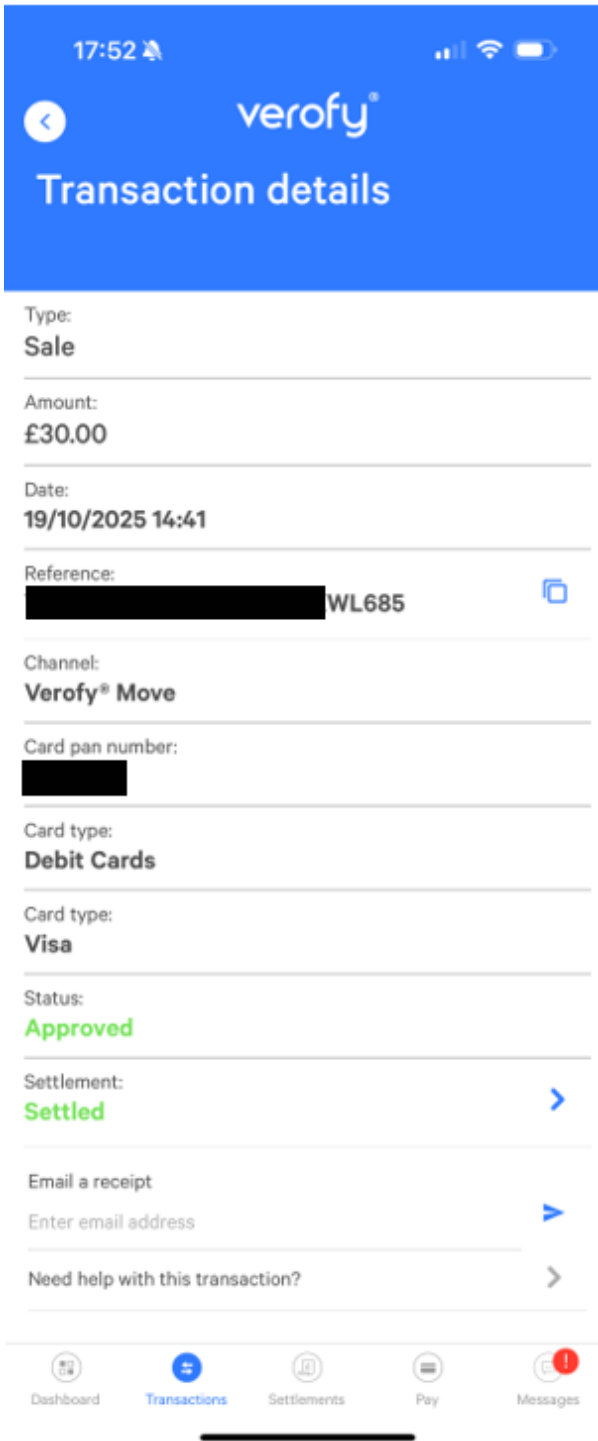 17:52
verofy®
Transaction details
Type:
Sale
Amount:
£30.00
Date:
19/10/2025 14:41
Reference:
WL685
Channel:
Verofy® Move
Card pan number:
Card type:
Debit Cards
Card type:
Visa
Status:
Approved
Settlement:
Settled
Email a receipt
Enter email address
Need help with this transaction?
!
Dashboard Transactions Settlements Pay Messages